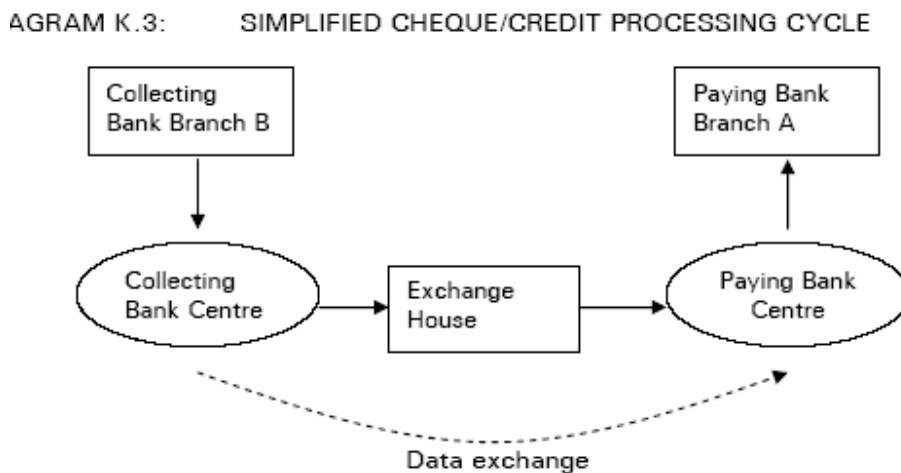 AGRAM K.3: SIMPLIFIED CHEQUE/CREDIT PROCESSING CYCLE
Collecting
Bank Branch B
Paying Bank
Branch A
Collecting
Bank Centre
Exchange
House
Paying Bank
Centre
Data exchange